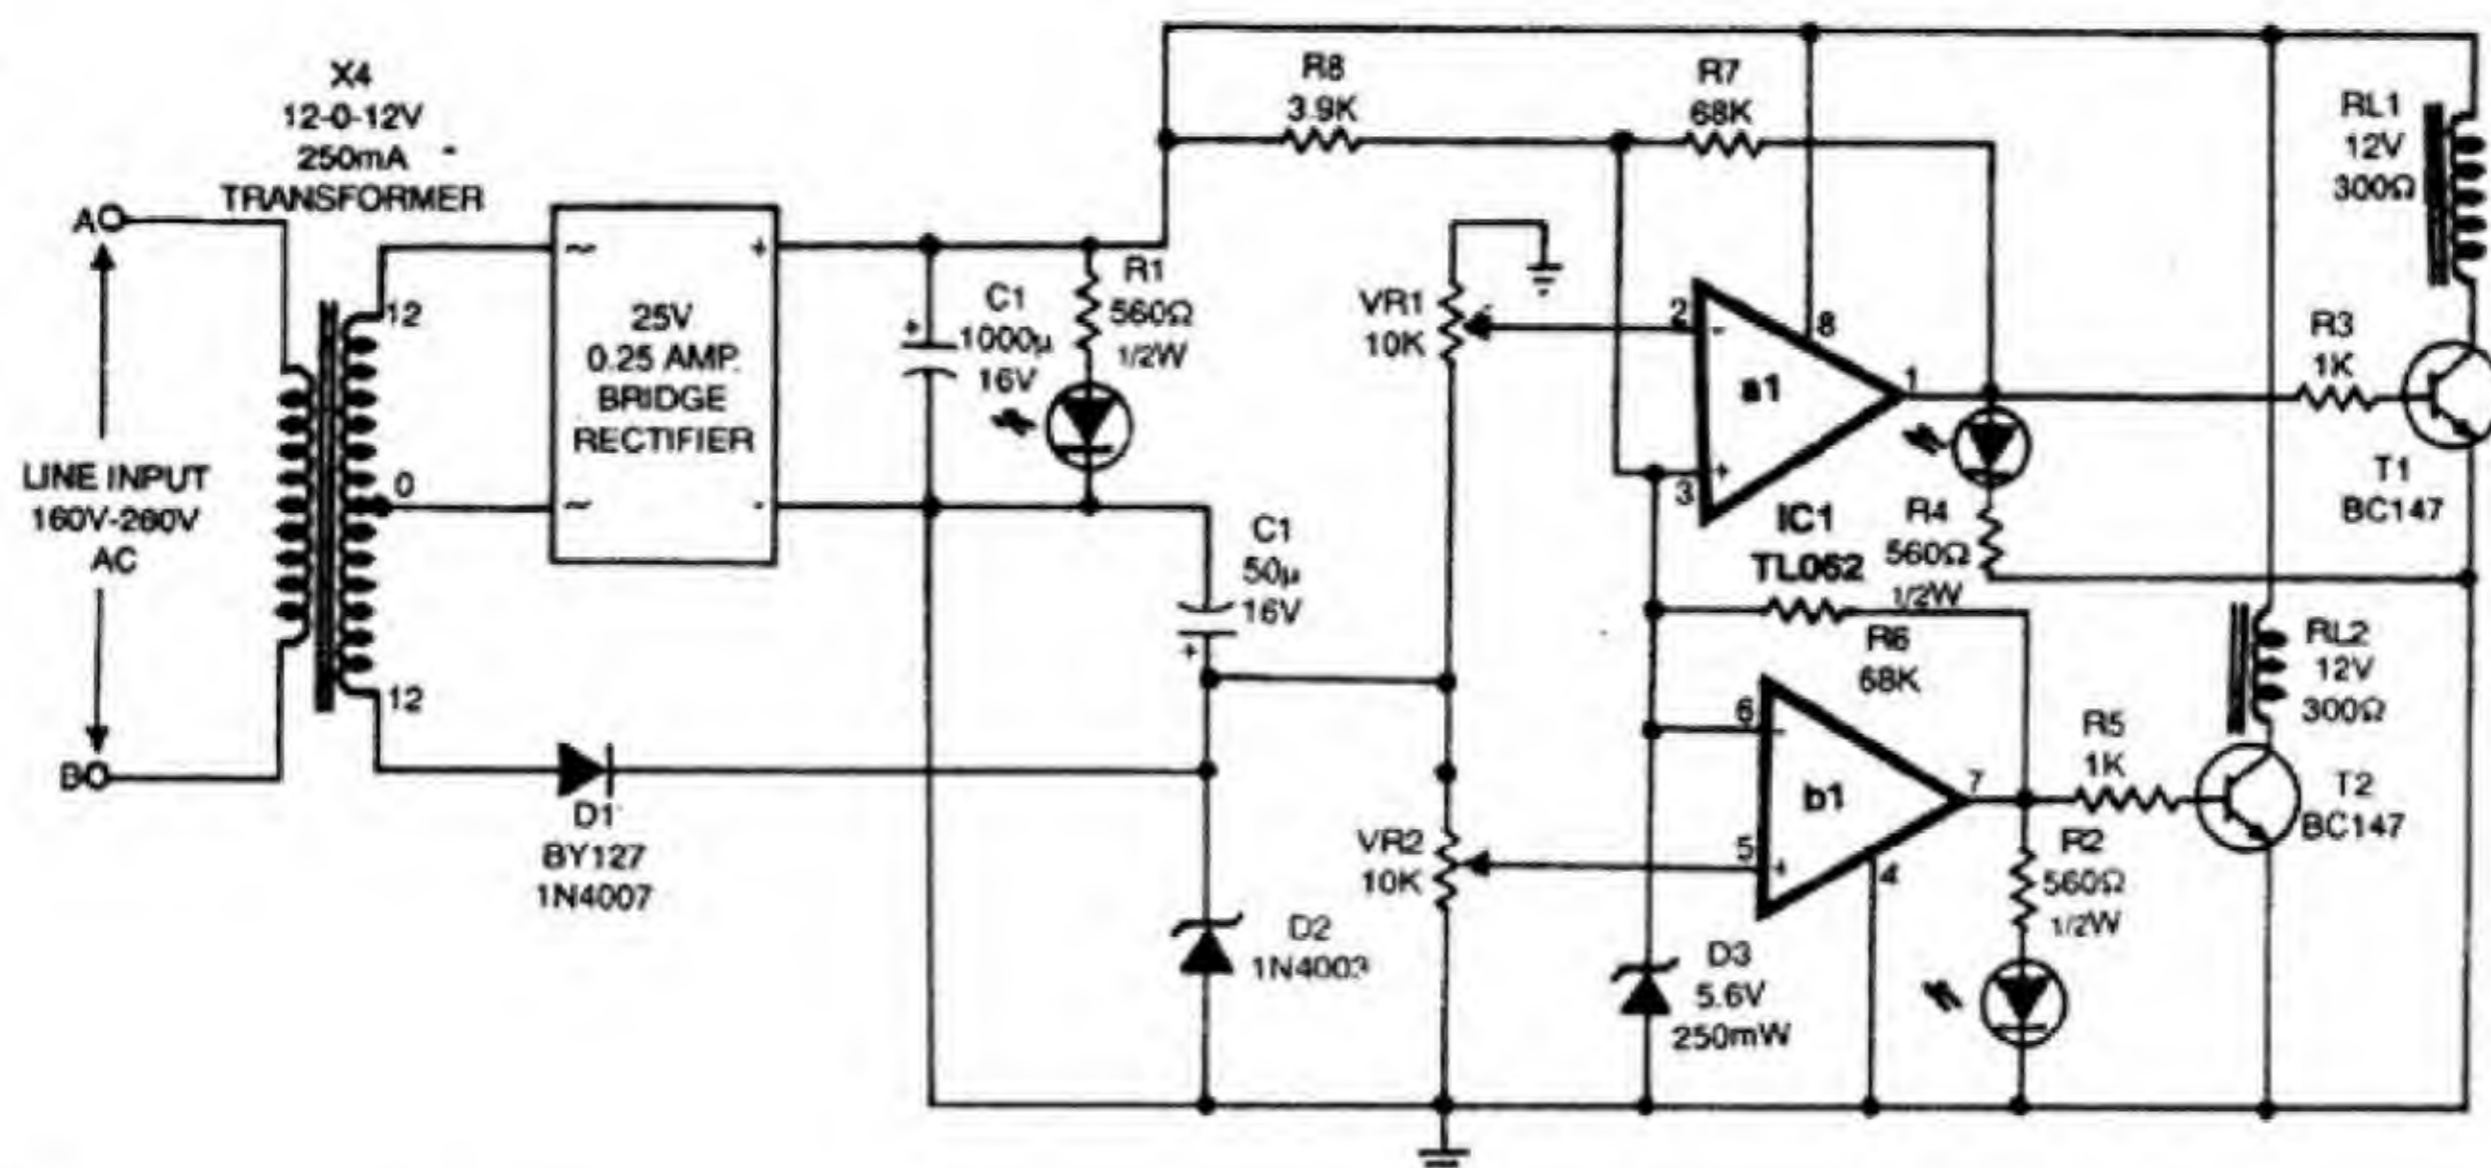 X4
12-0-12V
250mA
TRANSFORMER
A
LINE INPUT
160V-260V
AC
B
12
0
12
~
+
25V
0.25 AMP.
BRIDGE
RECTIFIER
~
-
+
C1
1000µ
16V
R1
560Ω
1/2W
C1
50µ
16V
+
D1
BY127
1N4007
D2
1N4003
R8
3.9K
R7
68K
VR1
10K
VR2
10K
2
-
8
a1
1
+
3
IC1
TL062
R4
560Ω
1/2W
R6
68K
6
-
b1
7
5
+
4
D3
5.6V
250mW
R5
1K
R2
560Ω
1/2W
RL1
12V
300Ω
R3
1K
T1
BC147
RL2
12V
300Ω
T2
BC147